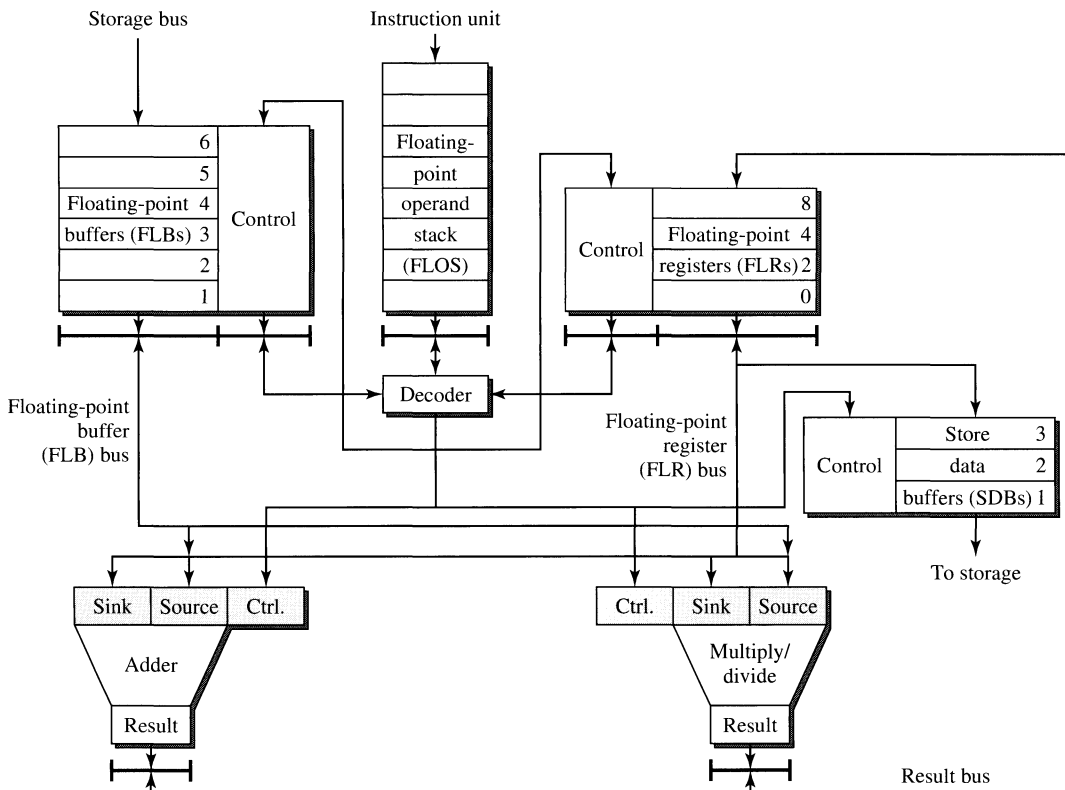 Storage bus
Instruction unit
6
5
Floating-point 4
buffers (FLBs) 3
2
1
Control
Floating-
point
operand
stack
(FLOS)
Control
8
Floating-point 4
registers (FLRs) 2
0
Decoder
Floating-point
buffer
(FLB) bus
Floating-point
register
(FLR) bus
Control
Store 3
data 2
buffers (SDBs) 1
To storage
Sink Source Ctrl.
Adder
Result
Ctrl. Sink Source
Multiply/
divide
Result
Result bus